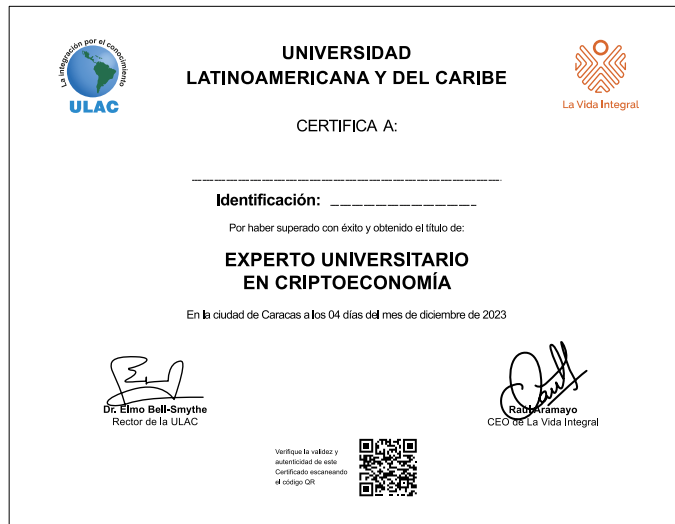 La integración por el conocimiento
ULAC
UNIVERSIDAD
LATINOAMERICANA Y DEL CARIBE
La Vida Integral
CERTIFICA A:
Identificación:
Por haber superado con éxito y obtenido el título de:
EXPERTO UNIVERSITARIO
EN CRIPTOECONOMÍA
En la ciudad de Caracas a los 04 días del mes de diciembre de 2023
Dr. Elmo Bell-Smythe
Rector de la ULAC
Raúl Aramayo
CEO de La Vida Integral
Verifique la validez y
autenticidad de este
Certificado escaneando
el código QR